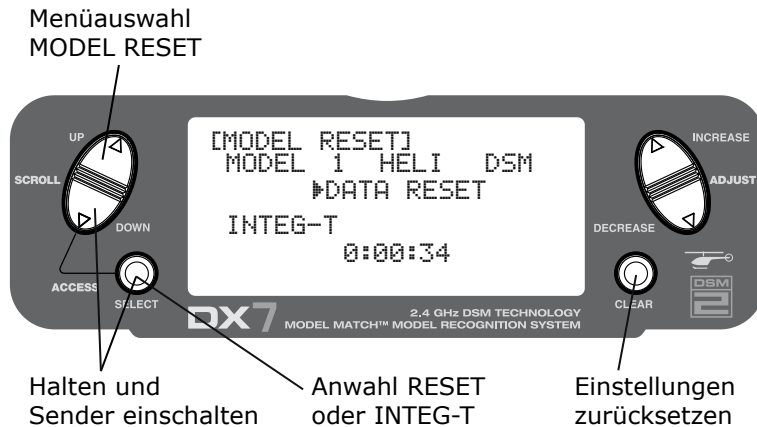 Menüauswahl
MODEL RESET
UP
SCROLL
DOWN
ACCESS
SELECT
[MODEL RESET]
MODEL 1 HELI DSM
DATA RESET
INTEG-T
0:00:34
INCREASE
ADJUST
DECREASE
CLEAR
DSM
2
DX7
2.4 GHz DSM TECHNOLOGY
MODEL MATCH™ MODEL RECOGNITION SYSTEM
Halten und
Sender einschalten
Anwahl RESET
oder INTEG-T
Einstellungen
zurücksetzen